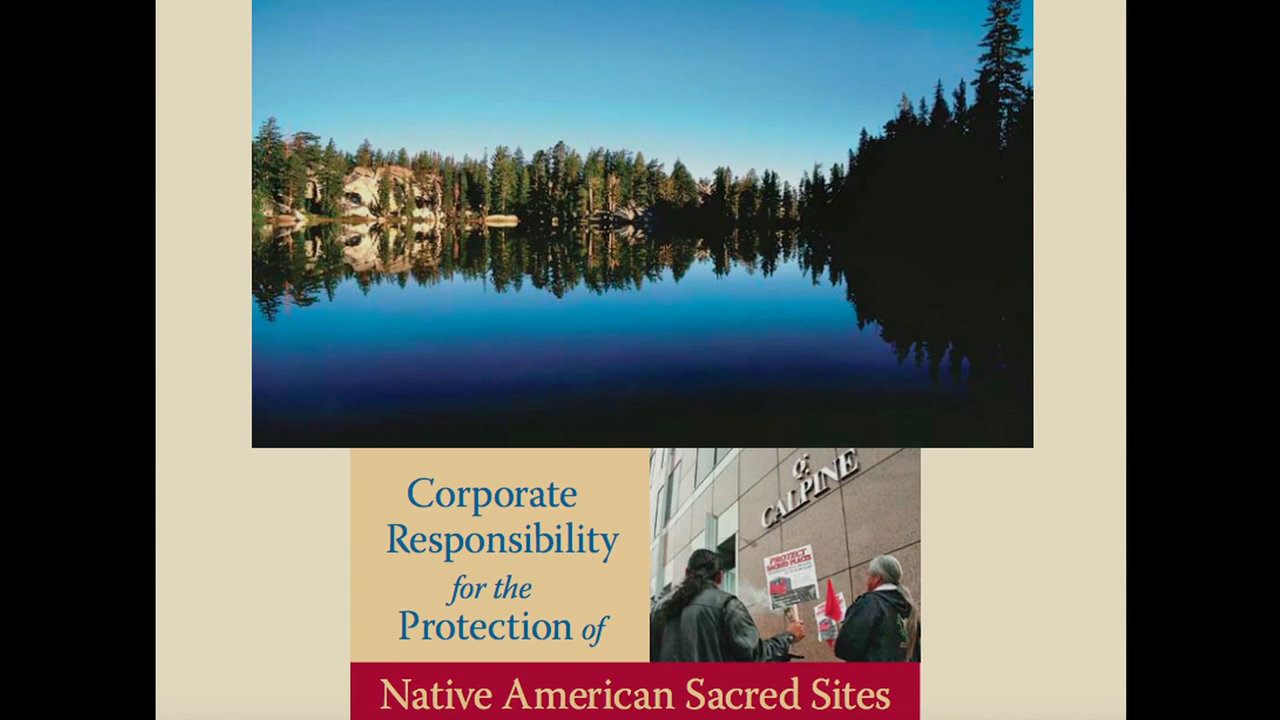 Corporate
Responsibility
for the
Protection of
Native American Sacred Sites
CALPINE
PROTECT
SACRED PLACES